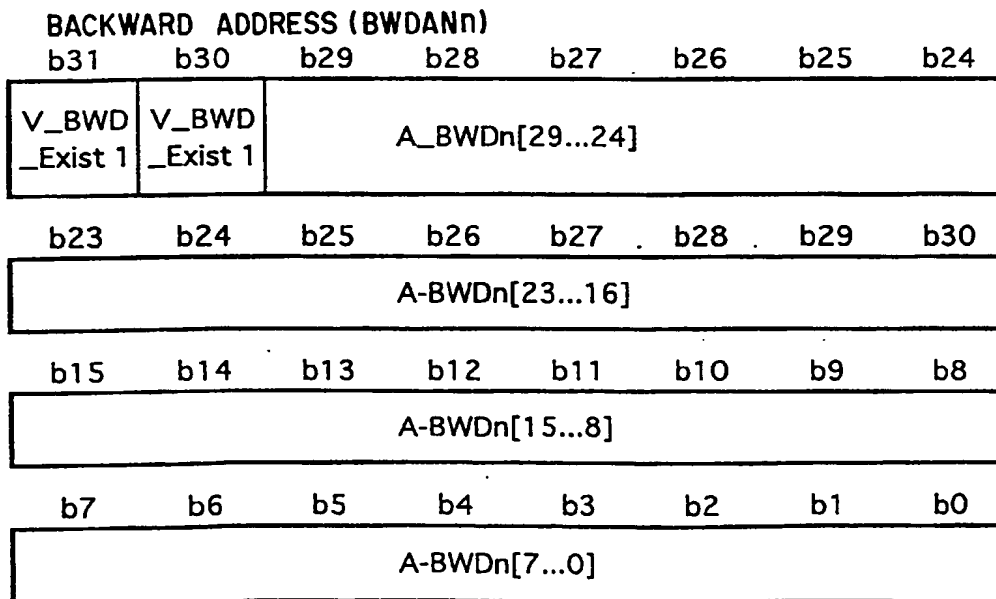 BACKWARD ADDRESS (BWDANn)
b31 b30 b29 b28 b27 b26 b25 b24
V_BWD V_BWD
_Exist 1 _Exist 1
A_BWDn[29...24]
b23 b24 b25 b26 b27 b28 b29 b30
A-BWDn[23...16]
b15 b14 b13 b12 b11 b10 b9 b8
A-BWDn[15...8]
b7 b6 b5 b4 b3 b2 b1 b0
A-BWDn[7...0]